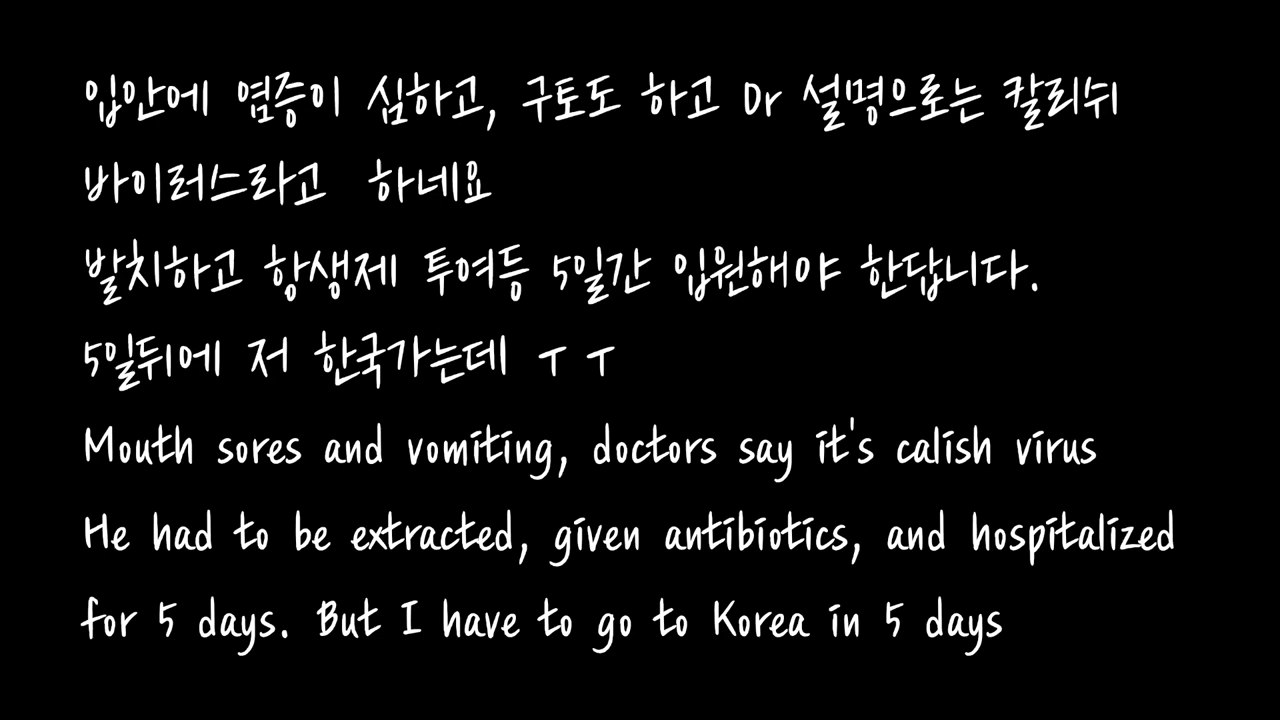 입안에 염증이 심하고, 구토도 하고 Dr 설명으로는 칼리쉬
바이러스라고 하네요
발치하고 항생제 투여등 5일간 입원해야 한답니다.
5일뒤에 저 한국가는데 ㅜㅜ
Mouth sores and vomiting, doctors say it's calish virus
He had to be extracted, given antibiotics, and hospitalized
for 5 days. But I have to go to Korea in 5 days